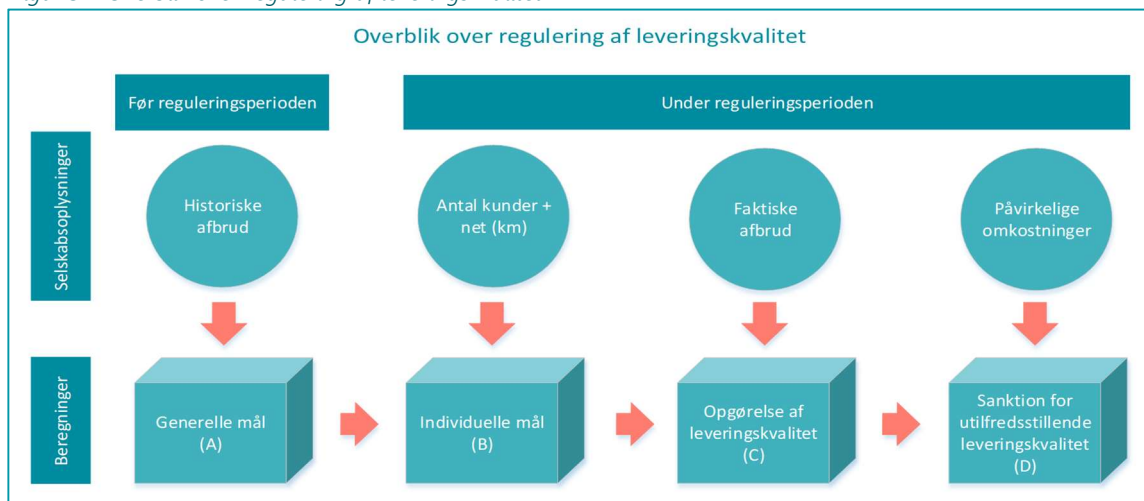 Overblik over regulering af leveringskvalitet
Før reguleringsperioden
Under reguleringsperioden
Selskabsoplysninger
Historiske
afbrud
Antal kunder +
net (km)
Faktiske
afbrud
Påvirkelige
omkostninger
Beregninger
Generelle mål
(A)
Individuelle mål
(B)
Opgørelse af
leveringskvalitet
(C)
Sanktion for
utilfredsstillende
leveringskvalitet
(D)